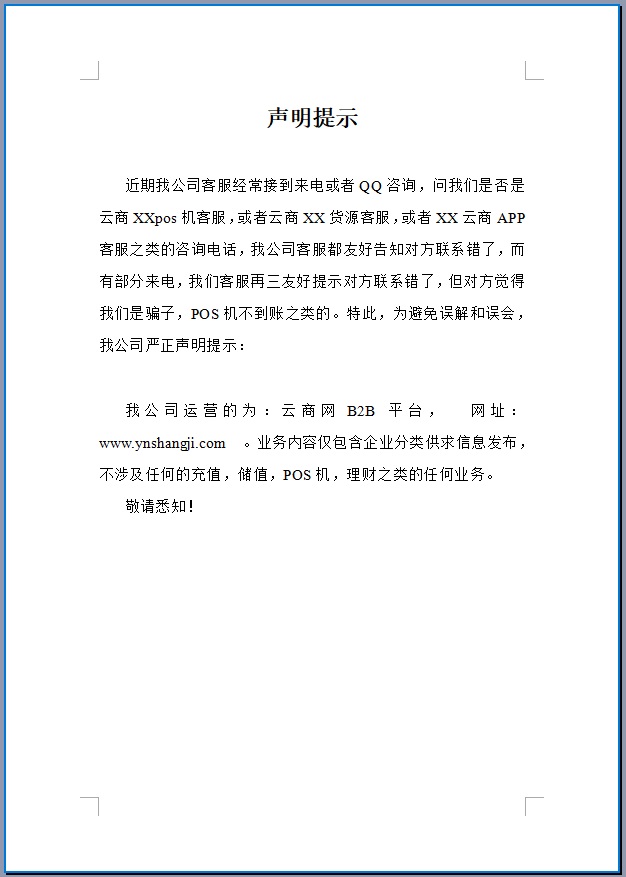 声明提示
近期我公司客服经常接到来电或者 QQ 咨询，问我们是否是
云商 XXpos 机客服，或者云商 XX 货源客服，或者 XX 云商 APP
客服之类的咨询电话，我公司客服都友好告知对方联系错了，而
有部分来电，我们客服再三友好提示对方联系错了，但对方觉得
我们是骗子，POS 机不到账之类的。特此，为避免误解和误会，
我公司严正声明提示：
我公司运营的为：云商网 B2B 平台， 网址：
www.ynshangji.com 。业务内容仅包含企业分类供求信息发布，
不涉及任何的充值，储值，POS 机，理财之类的任何业务。
敬请悉知！